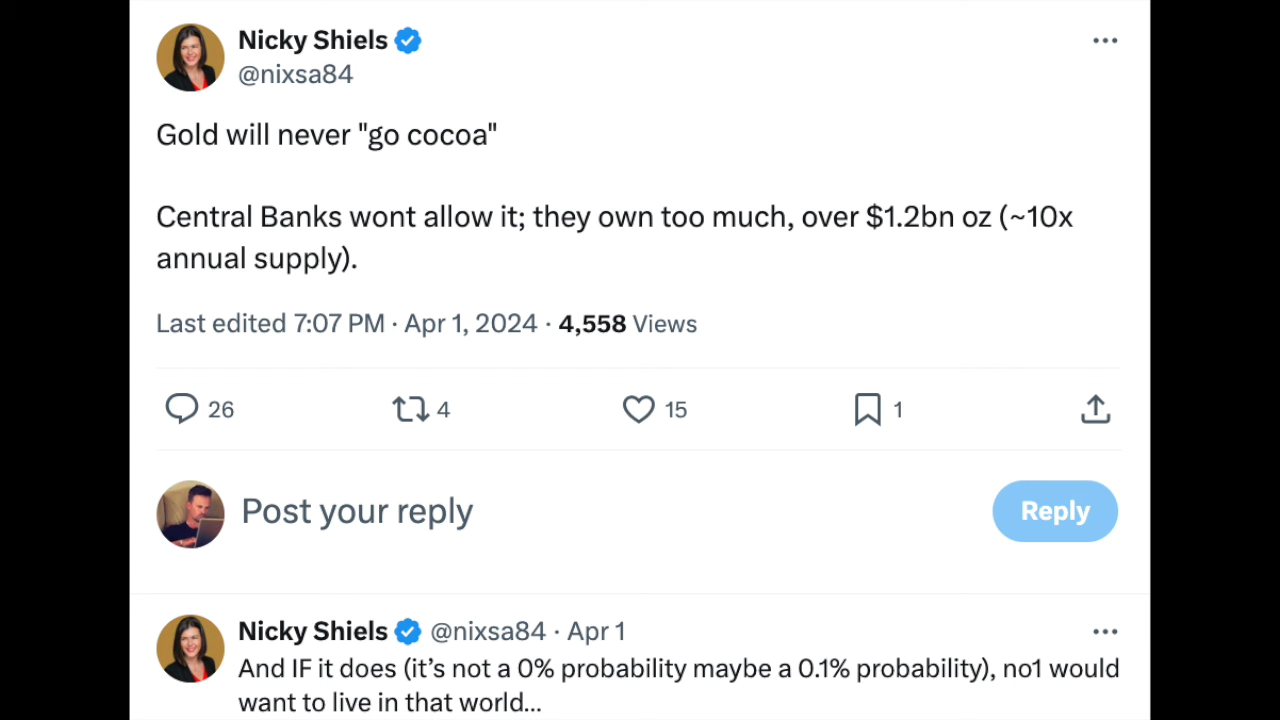 Nicky Shiels
@nixsa84
Gold will never "go cocoa"
Central Banks wont allow it; they own too much, over $1.2bn oz (~10x
annual supply).
Last edited 7:07 PM · Apr 1, 2024 · 4,558 Views
26 4 15 1
Post your reply Reply
Nicky Shiels @nixsa84 · Apr 1
And IF it does (it’s not a 0% probability maybe a 0.1% probability), no1 would
want to live in that world...